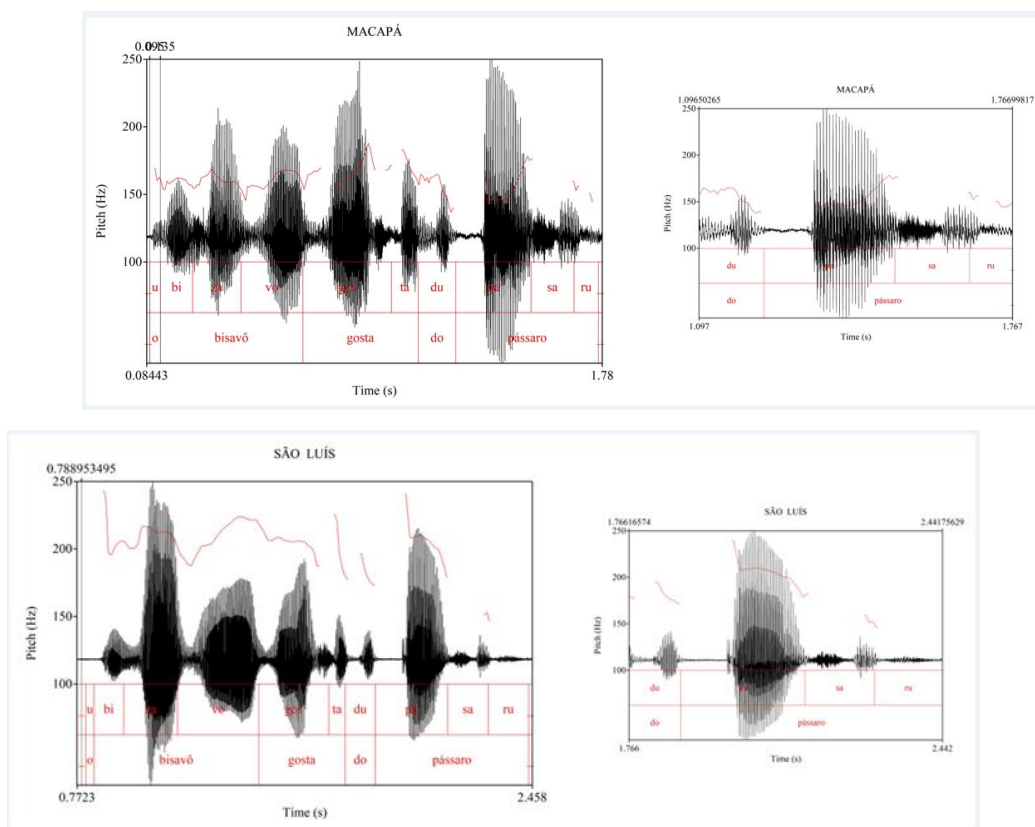 MACAPÁ
250
200
150
100
Pitch (Hz)
u bi za vo gos ta du pa sa ru
o bisavô gosta do pássaro
0.08443 1.78
Time (s)
MACAPÁ
1.09650265 1.76699817
250
200
150
100
Pitch (Hz)
du pa sa ru
do pássaro
1.097 1.767
Time (s)
SÃO LUÍS
0.788953495
250
200
150
100
Pitch (Hz)
u bi za vo gos ta du pa sa ru
o bisavô gosta do pássaro
0.7723 2.458
Time (s)
SÃO LUÍS
1.76616574 2.44175629
250
200
150
100
Pitch (Hz)
du sa ru
do pássaro
1.766 2.442
Time (s)